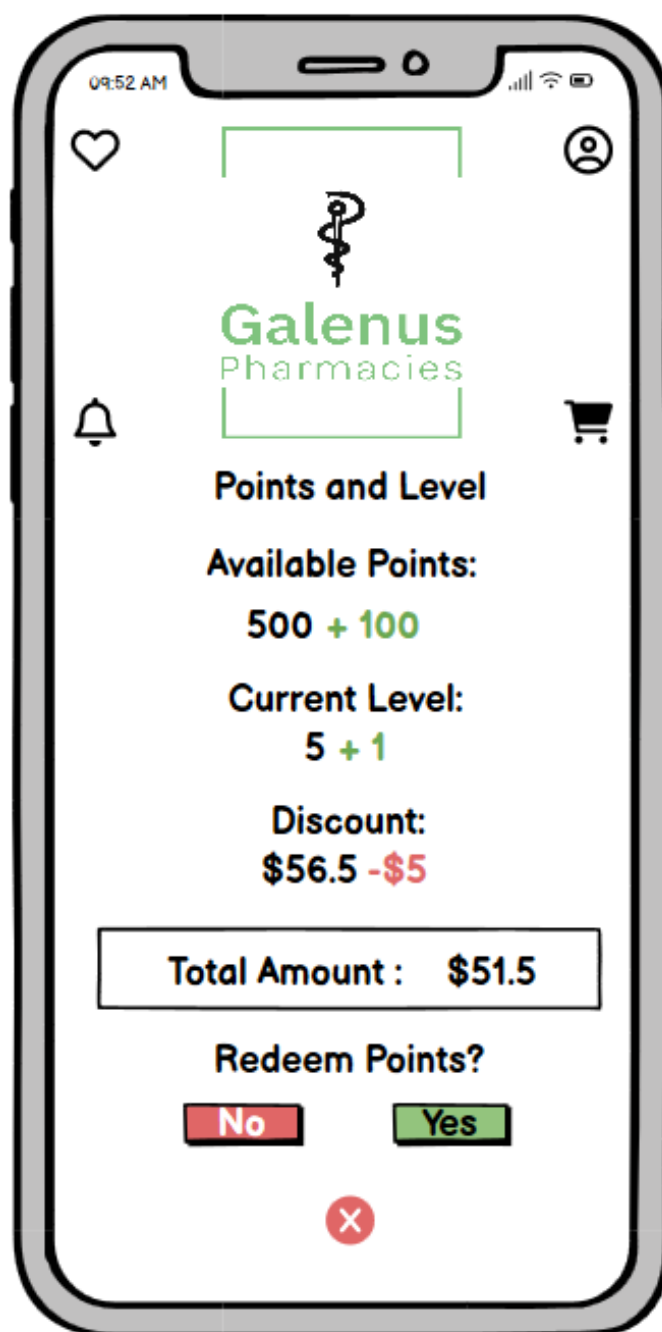 09:52 AM
Galenus
Pharmacies
Points and Level
Available Points:
500 + 100
Current Level:
5 + 1
Discount:
$56.5 -$5
Total Amount : $51.5
Redeem Points?
No Yes